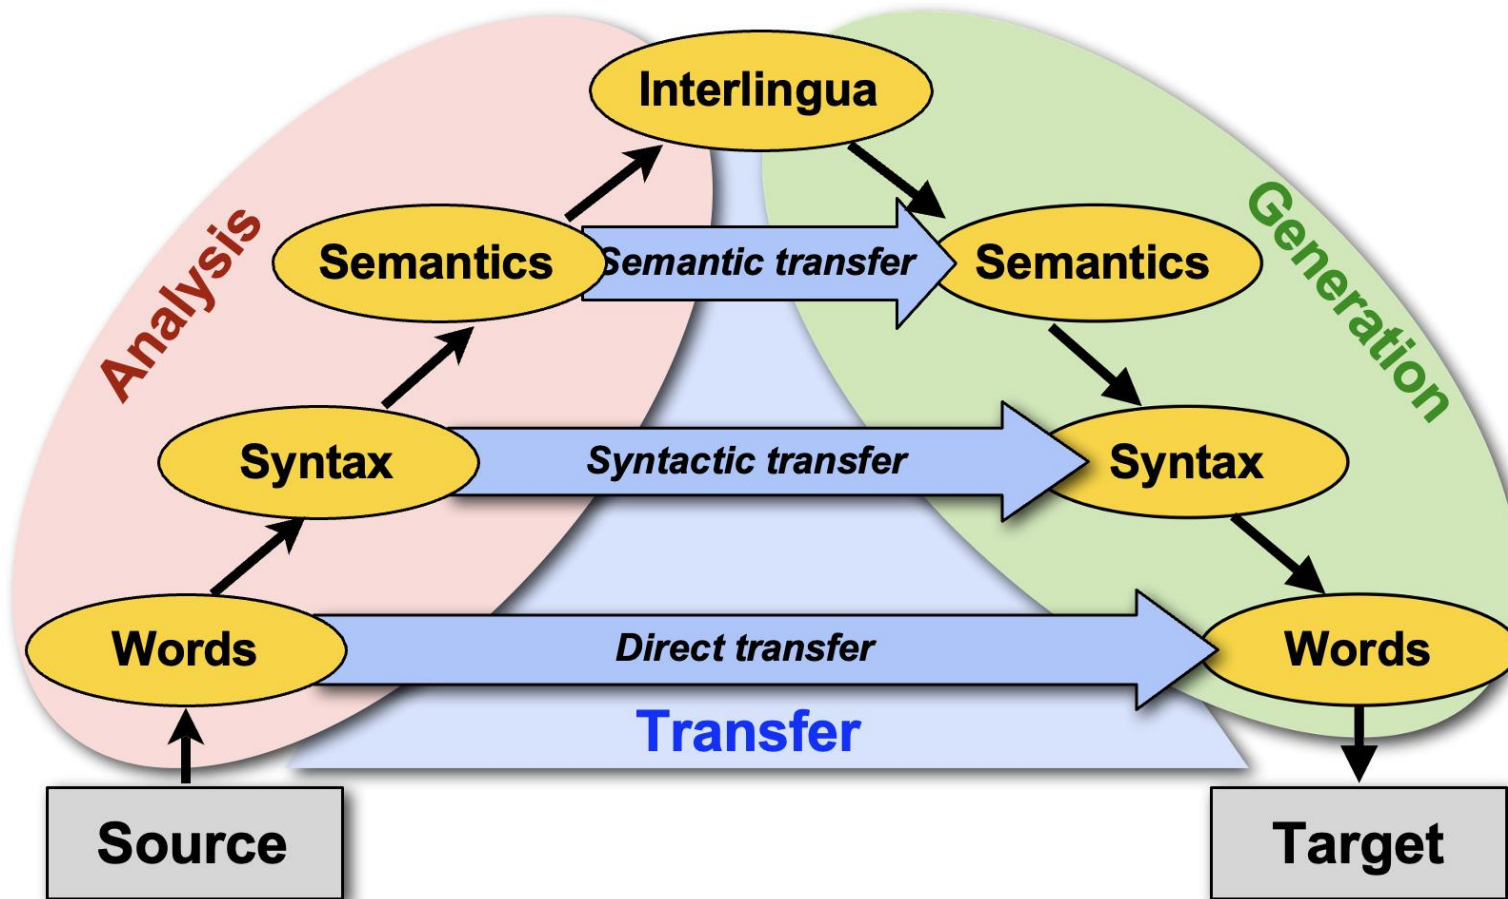 Interlingua
Analysis
Generation
Semantics
Semantic transfer
Semantics
Syntax
Syntactic transfer
Syntax
Words
Direct transfer
Words
Transfer
Source
Target